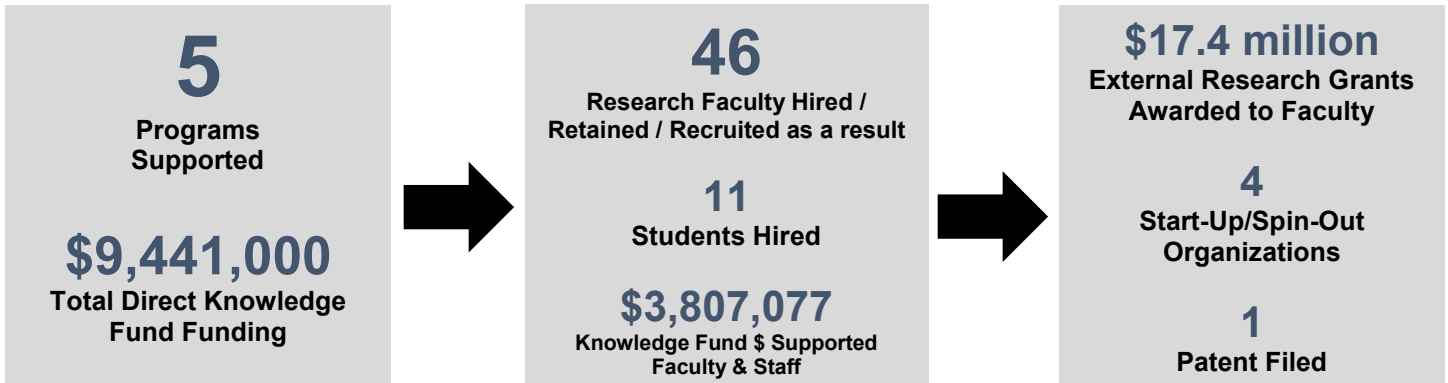 5
Programs
Supported
$9,441,000
Total Direct Knowledge
Fund Funding
46
Research Faculty Hired /
Retained / Recruited as a result
11
Students Hired
$3,807,077
Knowledge Fund $ Supported
Faculty & Staff
$17.4 million
External Research Grants
Awarded to Faculty
4
Start-Up/Spin-Out
Organizations
1
Patent Filed